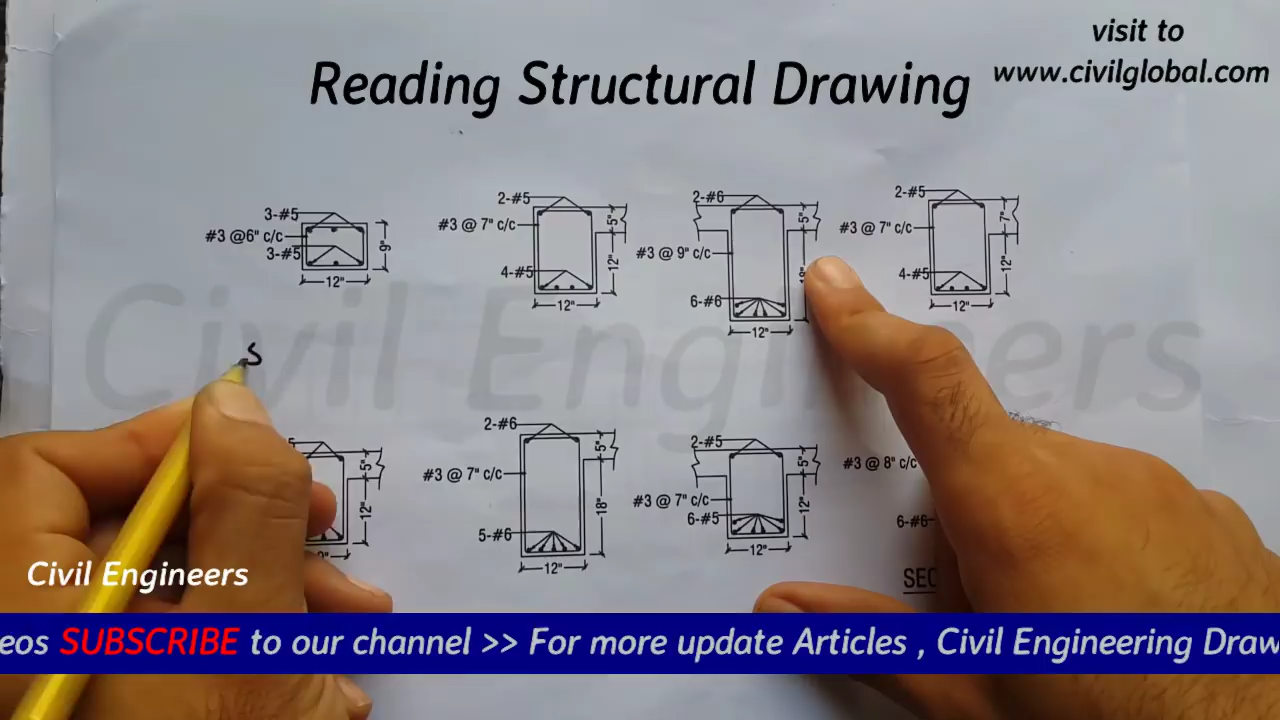 visit to
www.civilglobal.com
Reading Structural Drawing
3-#5
#3 @6" c/c
3-#5
9"
12"
2-#5
#3 @ 7" c/c
4-#5
5"
12"
12"
2-#6
#3 @ 9" c/c
6-#6
5"
12"
2-#5
#3 @ 7" c/c
4-#5
7"
12"
12"
Civil Engineers
S
5"
12"
2-#6
#3 @ 7" c/c
5-#6
5"
18"
12"
2-#5
#3 @ 7" c/c
6-#5
5"
12"
12"
#3 @ 8" c/c
6-#6
Civil Engineers
SUBSCRIBE to our channel >> For more update Articles , Civil Engineering